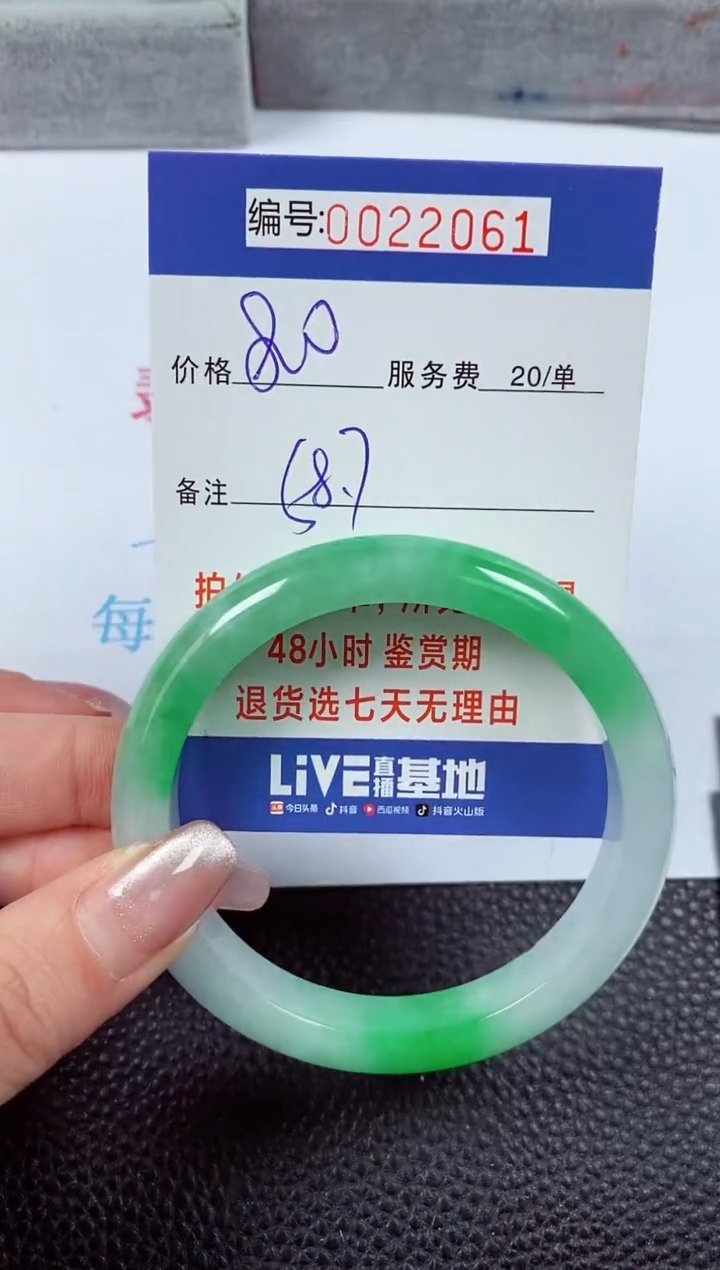 编号:0022061
价格 80 服务费 20/单
备注 (58.)
每
48小时 鉴赏期
退货选七天无理由
LiVE直播基地
今日头条 抖音 西瓜视频 抖音火山版